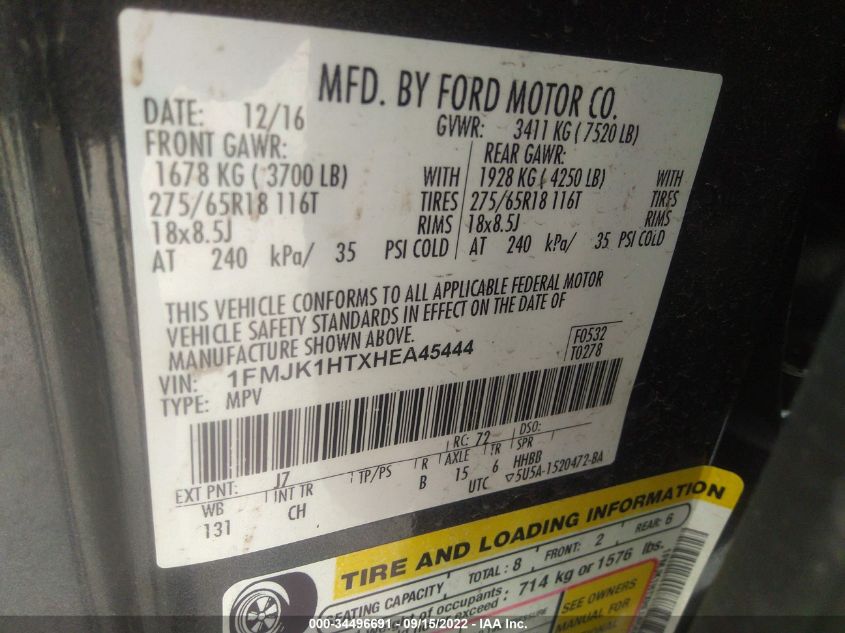 MFD. BY FORD MOTOR CO.
DATE: 12/16 GVWR: 3411 KG ( 7520 LB)
FRONT GAWR: REAR GAWR:
1678 KG ( 3700 LB) WITH 1928 KG ( 4250 LB) WITH
275/65R18 116T TIRES 275/65R18 116T TIRES
18x8.5J RIMS 18x8.5J RIMS
AT 240 kPa/ 35 PSI COLD AT 240 kPa/ 35 PSI COLD
THIS VEHICLE CONFORMS TO ALL APPLICABLE FEDERAL MOTOR
VEHICLE SAFETY STANDARDS IN EFFECT ON THE DATE OF
MANUFACTURE SHOWN ABOVE.
F0532
T0278
VIN: 1FMJK1HTXHEA45444
TYPE: MPV
EXT PNT: J7 RC: 72 DSO:
WB INT TR TP/PS R AXLE TR SPR
131 CH B 15 6 HHBB
UTC ▽5U5A-1520472-BA
TIRE AND LOADING INFORMATION
SEATING CAPACITY TOTAL: 8 FRONT: 2 REAR: 6
of occupants 714 kg or 1576 lbs.
SEE OWNERS
MANUAL FOR
© COPART - 34496691 - 09/15/2022 - IAA Inc.